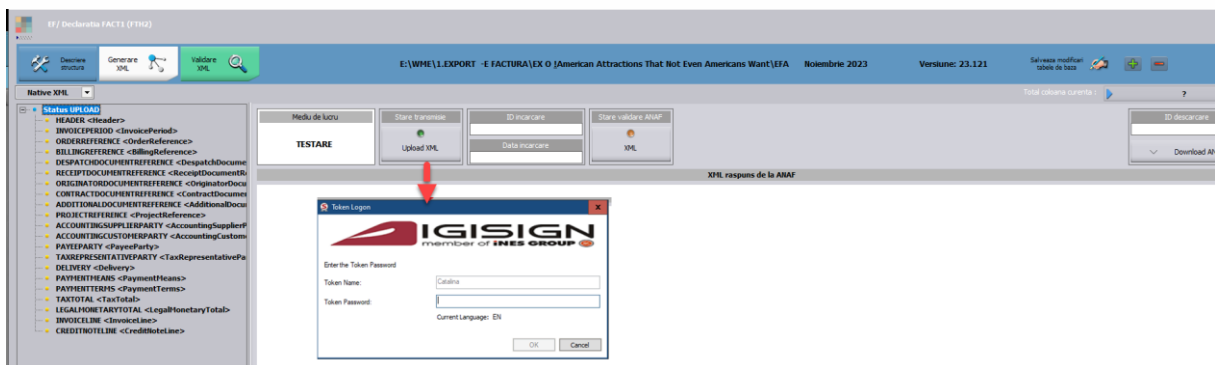 EF/ Declaratia FACT1 (FTH2)
Descriere structura
Generare XML
Validare XML
E:\WME\1.EXPORT -E FACTURA\EX O !American Attractions That Not Even Americans Want\EFA
Noiembrie 2023
Versiune: 23.121
Salveaza modificari tabele de baza
Native XML
Total coloana curenta :
?
Status UPLOAD
HEADER <Header>
INVOICEPERIOD <InvoicePeriod>
ORDERREFERENCE <OrderReference>
BILLINGREFERENCE <BillingReference>
DESPATCHDOCUMENTREFERENCE <DespatchDocume
RECEIPTDOCUMENTREFERENCE <ReceiptDocumentR
ORIGINATORDOCUMENTREFERENCE <OriginatorDocu
CONTRACTDOCUMENTREFERENCE <ContractDocumen
ADDITIONALDOCUMENTREFERENCE <AdditionalDocu
PROJECTREFERENCE <ProjectReference>
ACCOUNTINGSUPPLIERPARTY <AccountingSupplierP
ACCOUNTINGCUSTOMERPARTY <AccountingCustom
PAYEEPARTY <PayeeParty>
TAXREPRESENTATIVEPARTY <TaxRepresentativePa
DELIVERY <Delivery>
PAYMENTMEANS <PaymentMeans>
PAYMENTTERMS <PaymentTerms>
TAXTOTAL <TaxTotal>
LEGALMONETARYTOTAL <LegalMonetaryTotal>
INVOICELINE <InvoiceLine>
CREDITNOTELINE <CreditNoteLine>
Mediu de lucru
TESTARE
Stare transmisie
Upload XML
ID incarcare
Data incarcare
Stare validare ANAF
XML
ID descarcare
Download AN
XML raspuns de la ANAF
Token Logon
x
DIGISIGN
member of iNES GROUP
Enter the Token Password
Token Name:
Catalina
Token Password:
Current Language: EN
OK
Cancel